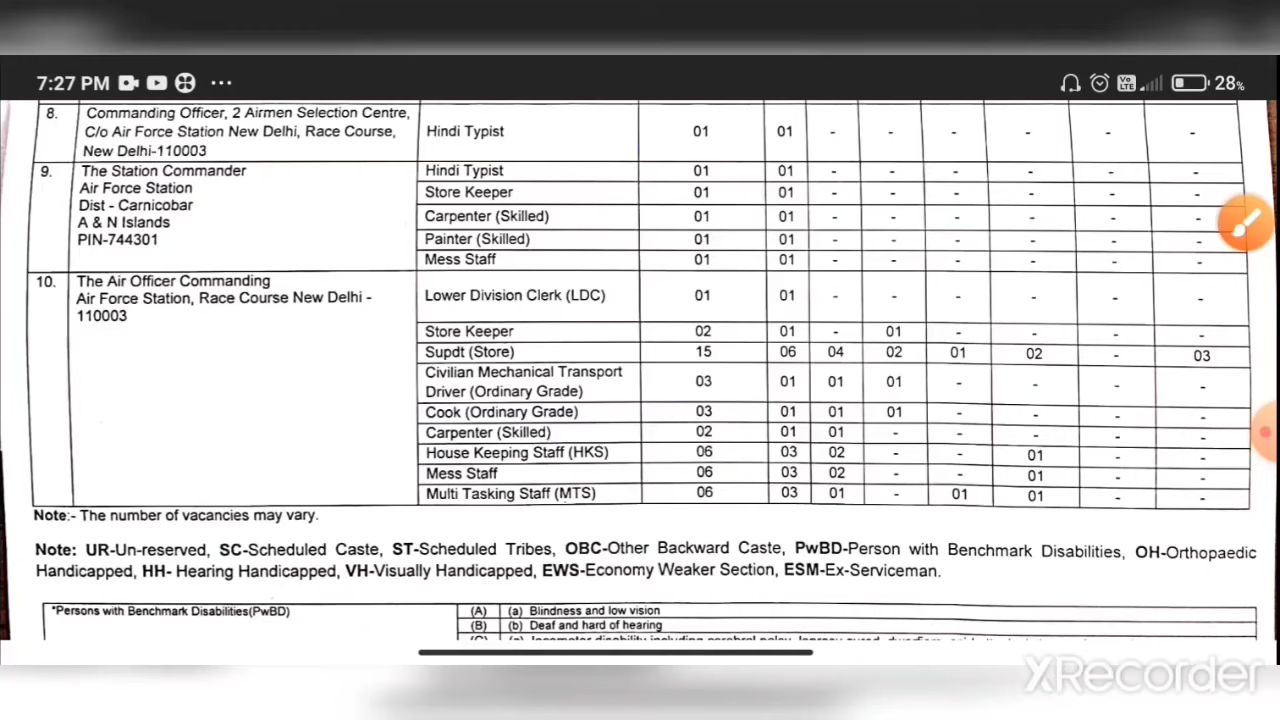 7:27 PM ... Vo LTE 28%
8. Commanding Officer, 2 Airmen Selection Centre,
C/o Air Force Station New Delhi, Race Course,
New Delhi-110003
Hindi Typist 01 01 - - - - - -
9. The Station Commander
Air Force Station
Dist - Carnicobar
A & N Islands
PIN-744301
Hindi Typist 01 01 - - - - - -
Store Keeper 01 01 - - - - - -
Carpenter (Skilled) 01 01 - - - - - -
Painter (Skilled) 01 01 - - - - - -
Mess Staff 01 01 - - - - - -
10. The Air Officer Commanding
Air Force Station, Race Course New Delhi -
110003
Lower Division Clerk (LDC) 01 01 - - - - - -
Store Keeper 02 01 - 01 - - - -
Supdt (Store) 15 06 04 02 01 02 - 03
Civilian Mechanical Transport
Driver (Ordinary Grade) 03 01 01 01 - - - -
Cook (Ordinary Grade) 03 01 01 01 - - - -
Carpenter (Skilled) 02 01 01 - - - - -
House Keeping Staff (HKS) 06 03 02 - - 01 - -
Mess Staff 06 03 02 - - 01 - -
Multi Tasking Staff (MTS) 06 03 01 - 01 01 - -
Note:- The number of vacancies may vary.
Note: UR-Un-reserved, SC-Scheduled Caste, ST-Scheduled Tribes, OBC-Other Backward Caste, PwBD-Person with Benchmark Disabilities, OH-Orthopaedic
Handicapped, HH- Hearing Handicapped, VH-Visually Handicapped, EWS-Economy Weaker Section, ESM-Ex-Serviceman.
*Persons with Benchmark Disabilities(PwBD)
(A) (a) Blindness and low vision
(B) (b) Deaf and hard of hearing
XRecorder